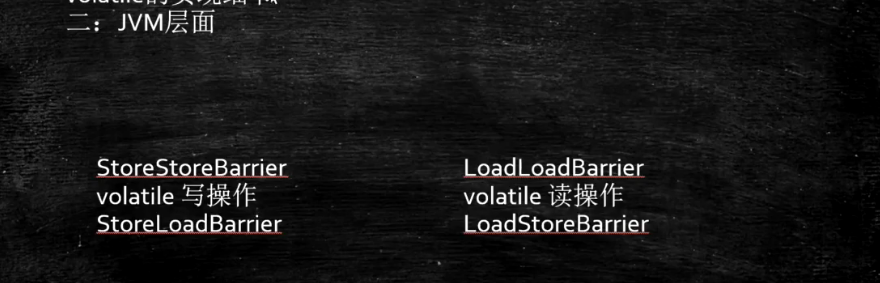 二：JVM层面
StoreStoreBarrier
volatile 写操作
StoreLoadBarrier
LoadLoadBarrier
volatile 读操作
LoadStoreBarrier